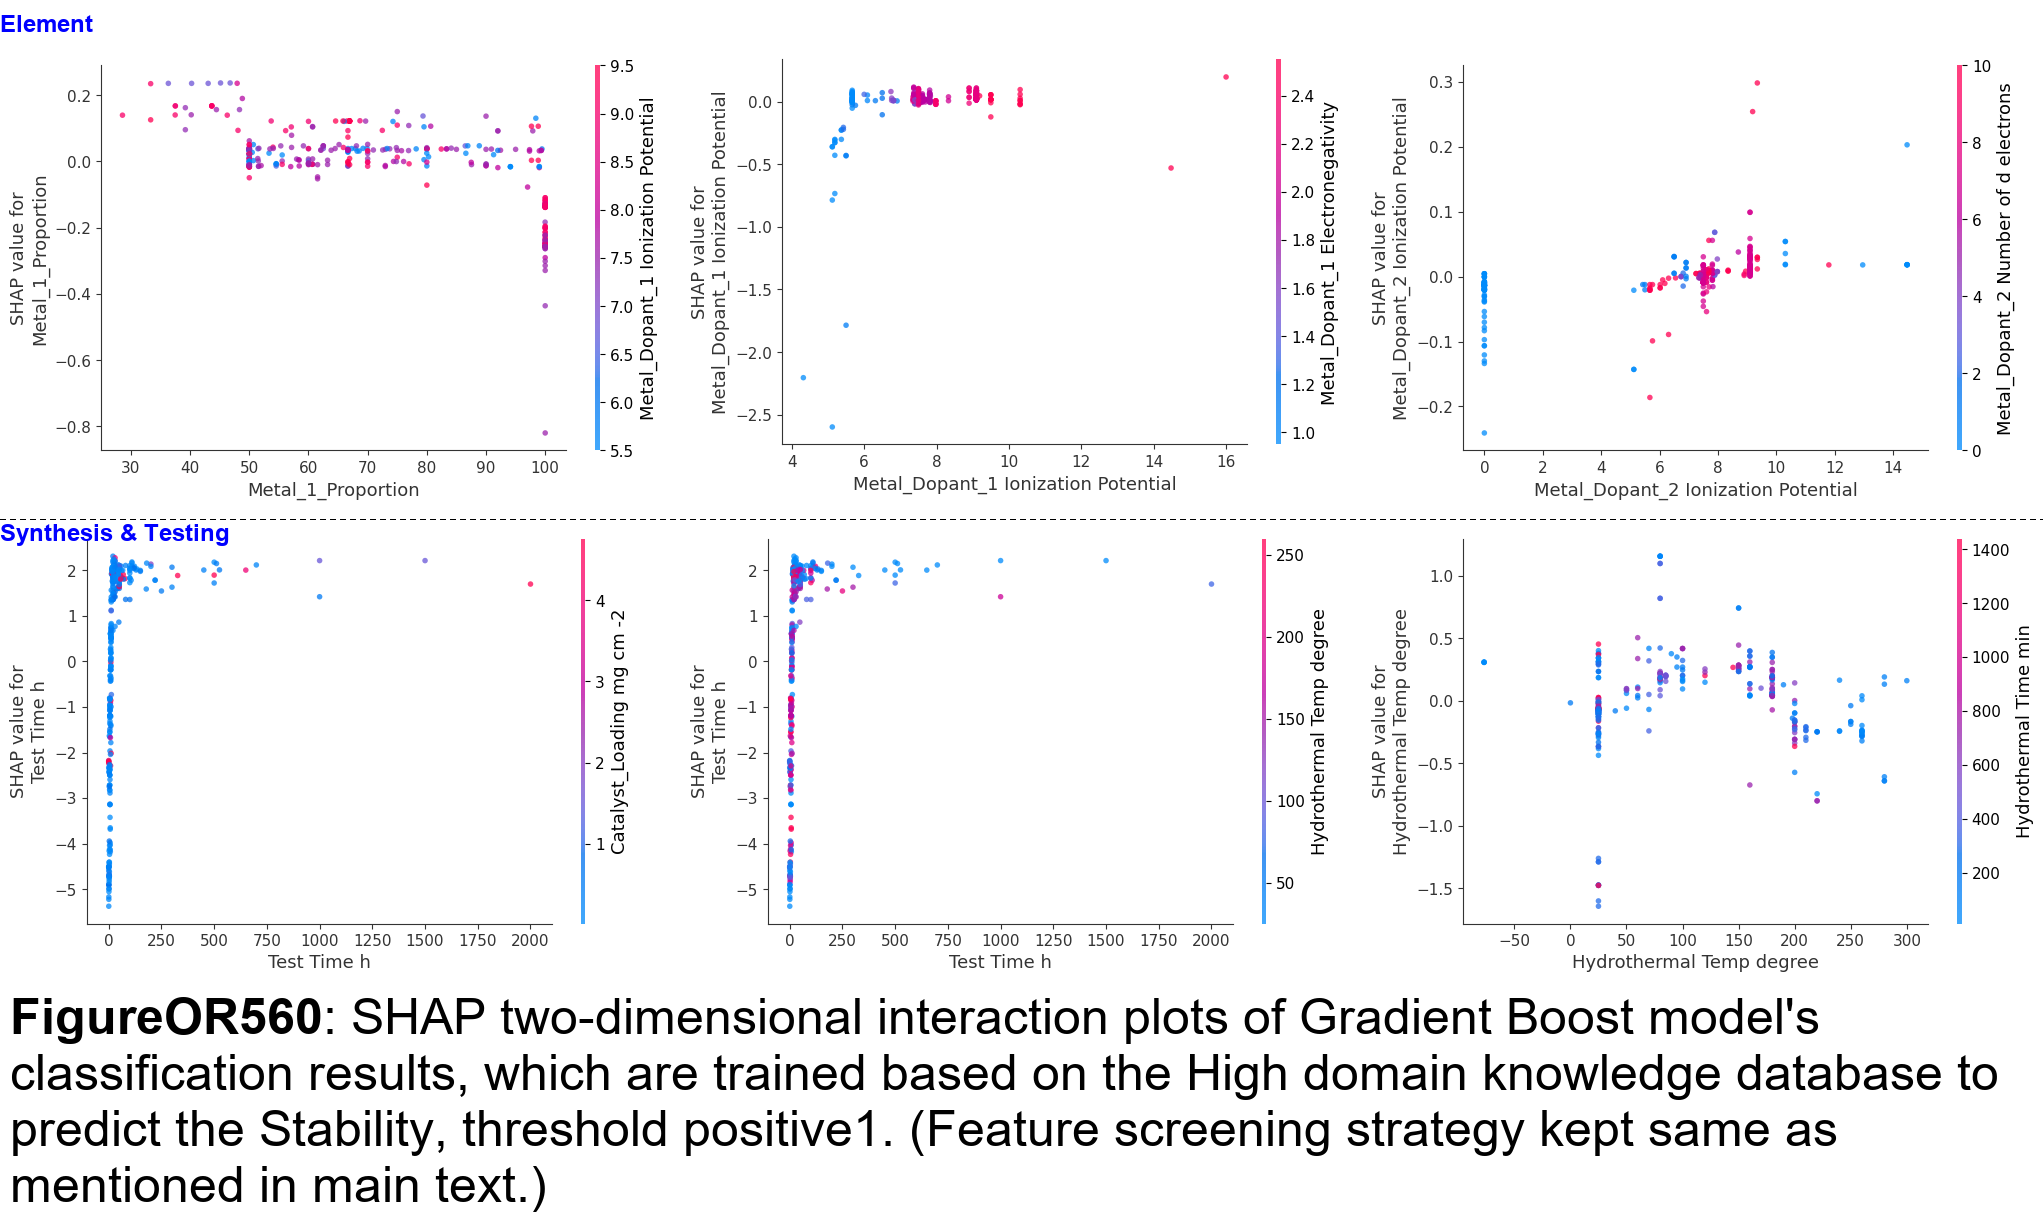 Element
SHAP value for
Metal_1_Proportion
0.2
0.0
−0.2
−0.4
−0.6
−0.8
30 40 50 60 70 80 90 100
Metal_1_Proportion
9.5
9.0
8.5
8.0
7.5
7.0
6.5
6.0
5.5
Metal_Dopant_1 Ionization Potential
SHAP value for
Metal_Dopant_1 Ionization Potential
0.0
−0.5
−1.0
−1.5
−2.0
−2.5
4 6 8 10 12 14 16
Metal_Dopant_1 Ionization Potential
2.4
2.2
2.0
1.8
1.6
1.4
1.2
1.0
Metal_Dopant_1 Electronegativity
SHAP value for
Metal_Dopant_2 Ionization Potential
0.3
0.2
0.1
0.0
−0.1
−0.2
0 2 4 6 8 10 12 14
Metal_Dopant_2 Ionization Potential
10
8
6
4
2
0
Metal_Dopant_2 Number of d electrons
Synthesis & Testing
SHAP value for
Test Time h
2
1
0
−1
−2
−3
−4
−5
0 250 500 750 1000 1250 1500 1750 2000
Test Time h
4
3
2
1
Catalyst_Loading mg cm -2
SHAP value for
Test Time h
2
1
0
−1
−2
−3
−4
−5
0 250 500 750 1000 1250 1500 1750 2000
Test Time h
250
200
150
100
50
Hydrothermal Temp degree
SHAP value for
Hydrothermal Temp degree
1.0
0.5
0.0
−0.5
−1.0
−1.5
−50 0 50 100 150 200 250 300
Hydrothermal Temp degree
1400
1200
1000
800
600
400
200
Hydrothermal Time min
FigureOR560: SHAP two-dimensional interaction plots of Gradient Boost model's
classification results, which are trained based on the High domain knowledge database to
predict the Stability, threshold positive1. (Feature screening strategy kept same as
mentioned in main text.)